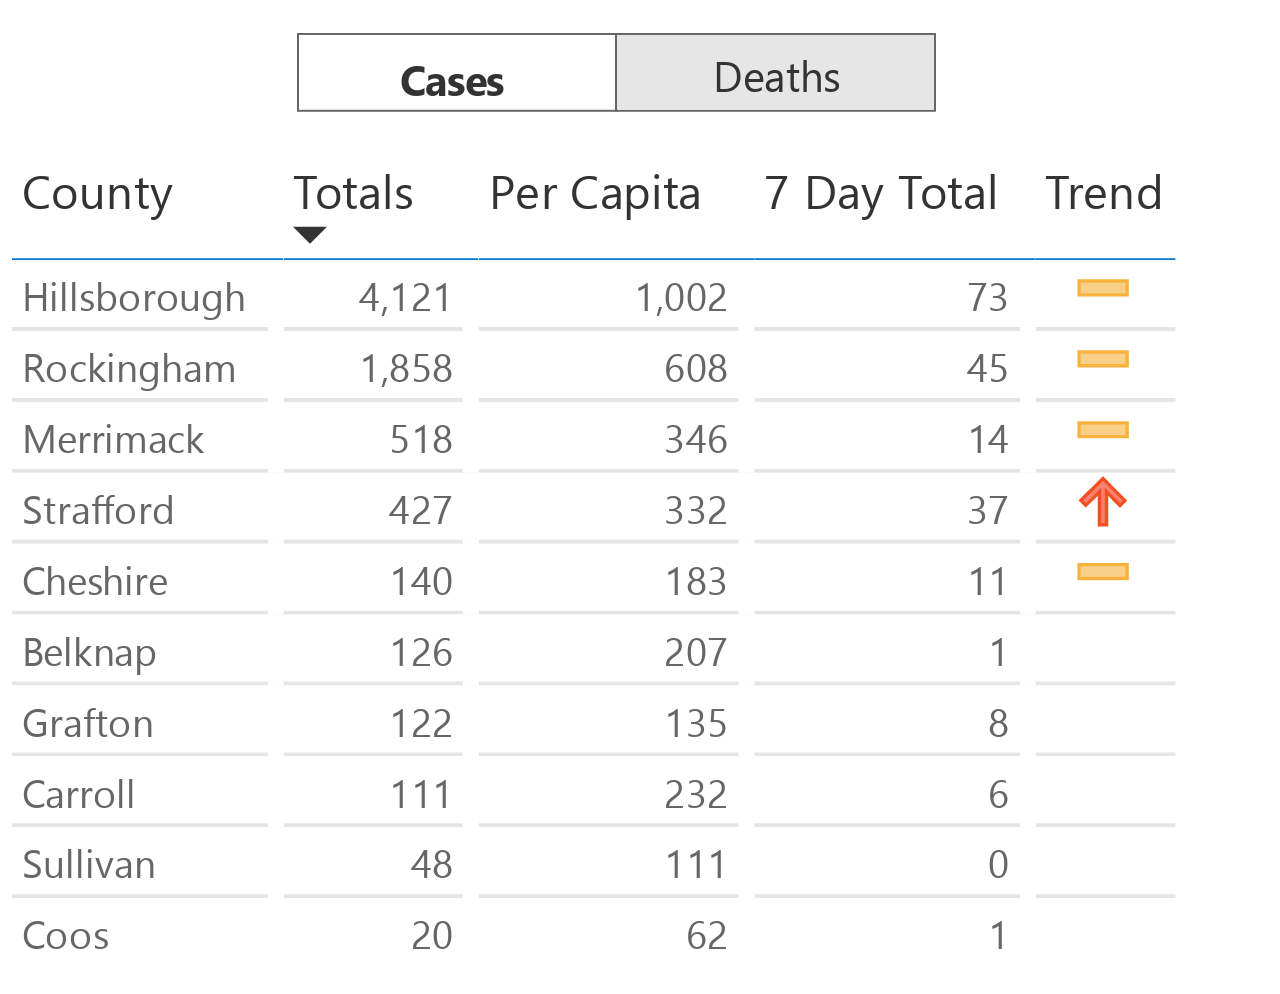 Cases Deaths
County Totals Per Capita 7 Day Total Trend
Hillsborough 4,121 1,002 73
Rockingham 1,858 608 45
Merrimack 518 346 14
Strafford 427 332 37
Cheshire 140 183 11
Belknap 126 207 1
Grafton 122 135 8
Carroll 111 232 6
Sullivan 48 111 0
Coos 20 62 1